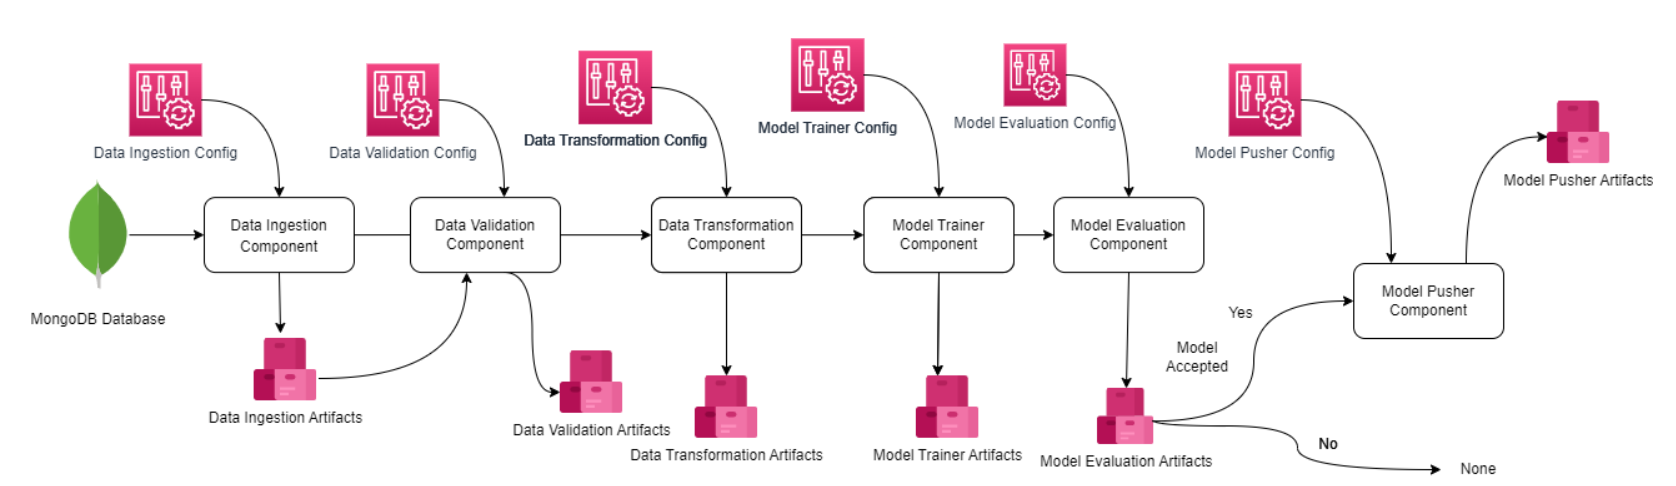 Data Ingestion Config
Data Validation Config
Data Transformation Config
Model Trainer Config
Model Evaluation Config
Model Pusher Config
Model Pusher Artifacts
MongoDB Database
Data Ingestion
Component
Data Validation
Component
Data Transformation
Component
Model Trainer
Component
Model Evaluation
Component
Model Pusher
Component
Yes
Model
Accepted
No
None
Data Ingestion Artifacts
Data Validation Artifacts
Data Transformation Artifacts
Model Trainer Artifacts
Model Evaluation Artifacts